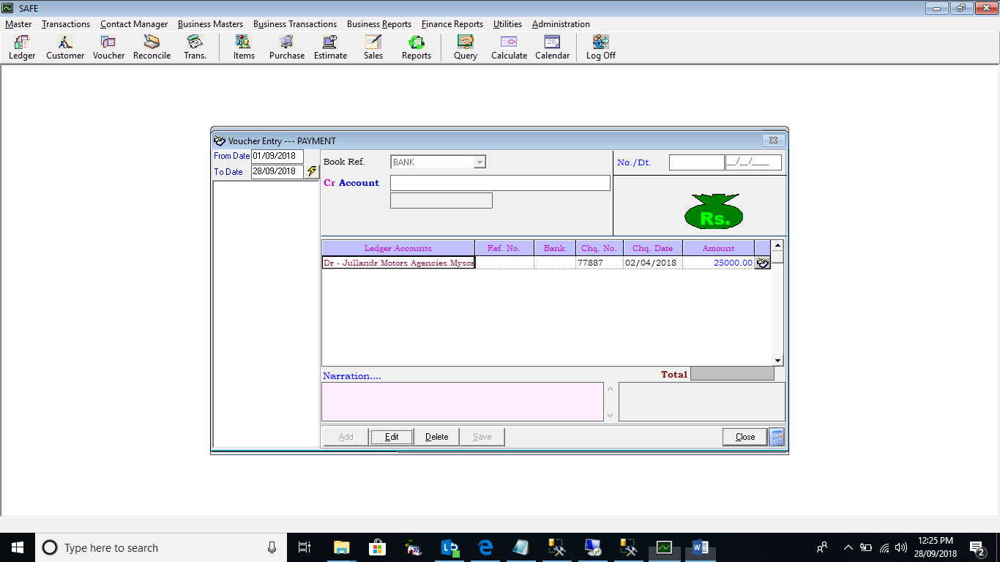 SAFE
Master Transactions Contact Manager Business Masters Business Transactions Business Reports Finance Reports Utilities Administration
Ledger Customer Voucher Reconcile Trans. Items Purchase Estimate Sales Reports Query Calculate Calendar Log Off
Voucher Entry --- PAYMENT
From Date 01/09/2018
To Date 28/09/2018
Book Ref. BANK
No./Dt. __/__/____
Cr Account
Rs.
Ledger Accounts Ref. No. Bank Chq. No. Chq. Date Amount
Dr - Jullandr Motors Agencies Mysor 77887 02/04/2018 25000.00
Total
Narration....
Add Edit Delete Save Close
Type here to search
12:25 PM
28/09/2018
2